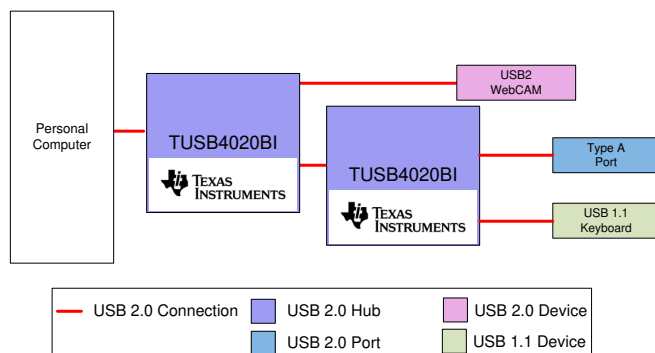 Personal
Computer
TUSB4020BI
TEXAS
INSTRUMENTS
USB2
WebCAM
TUSB4020BI
TEXAS
INSTRUMENTS
Type A
Port
USB 1.1
Keyboard
USB 2.0 Connection
USB 2.0 Hub
USB 2.0 Device
USB 2.0 Port
USB 1.1 Device